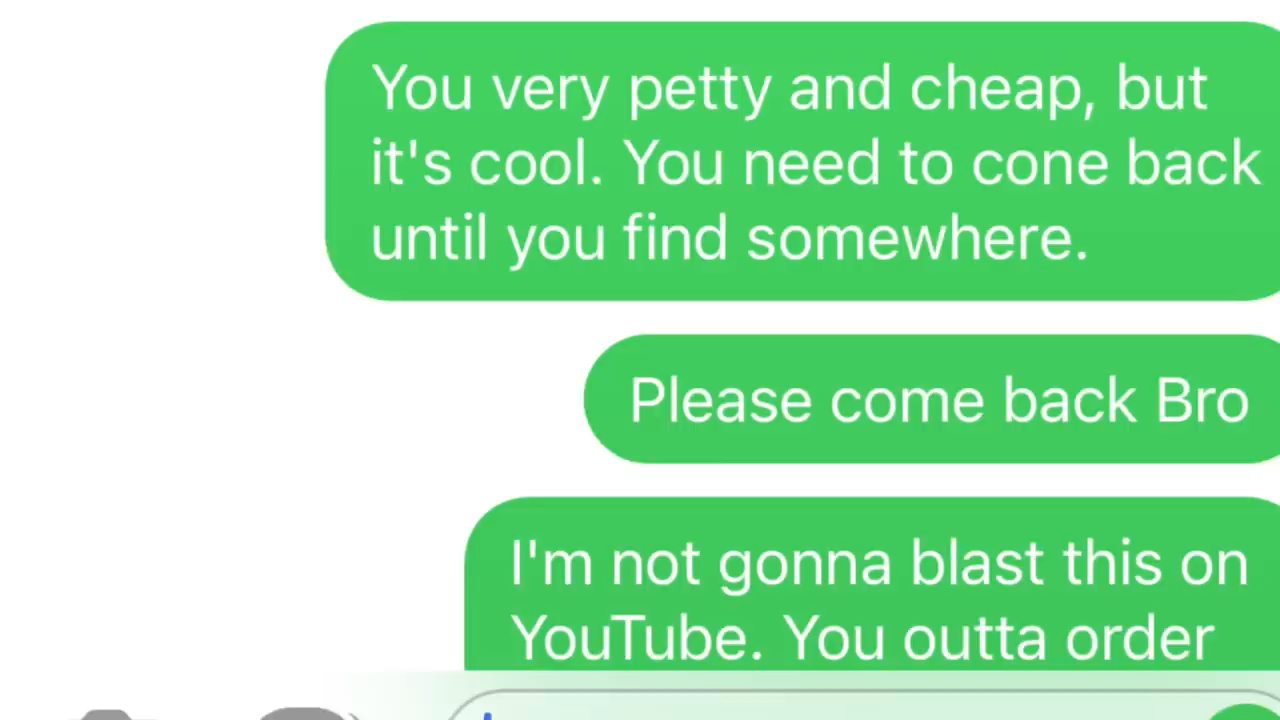 You very petty and cheap, but
it's cool. You need to cone back
until you find somewhere.
Please come back Bro
I'm not gonna blast this on
YouTube. You outta order